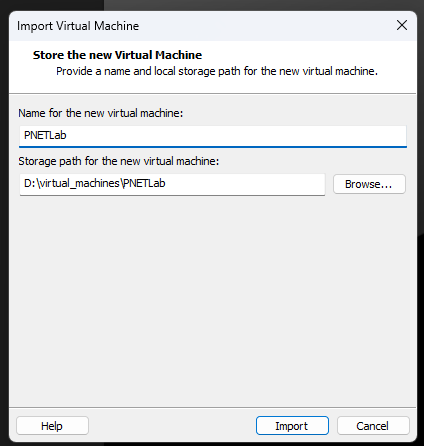 Import Virtual Machine
Store the new Virtual Machine
Provide a name and local storage path for the new virtual machine.
Name for the new virtual machine:
PNETLab
Storage path for the new virtual machine:
D:\virtual_machines\PNETLab
Browse...
Help
Import
Cancel